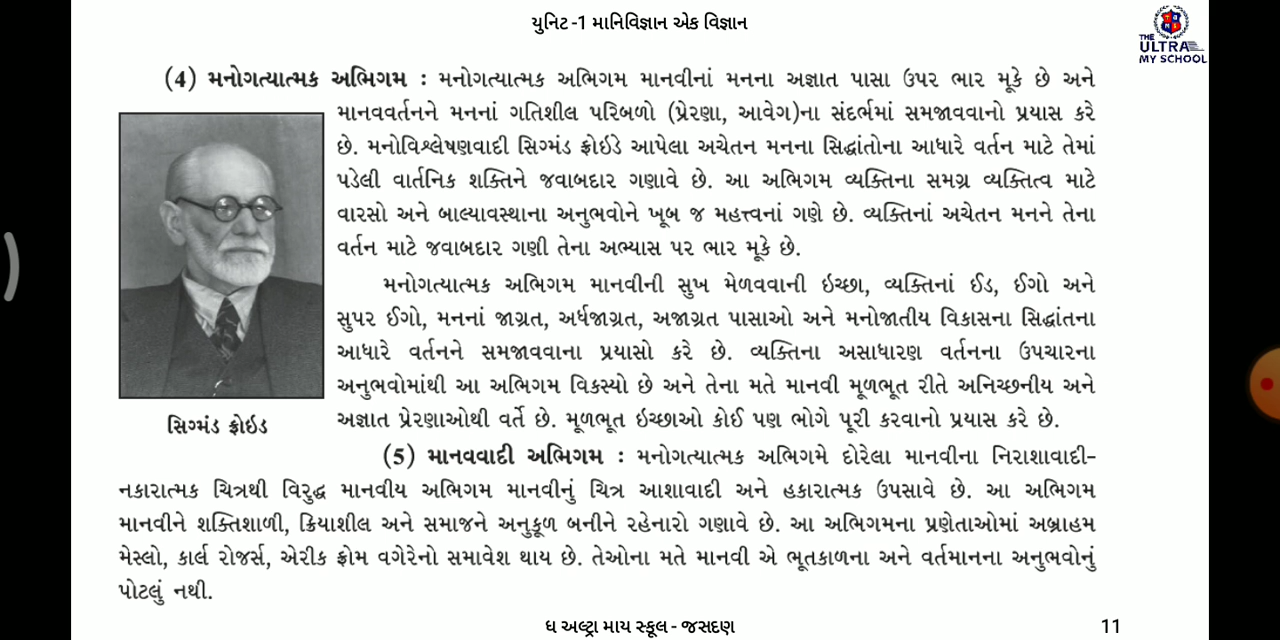 યુનિટ -1 માનિવિજ્ઞાન એક વિજ્ઞાન
THE
ULTRA
MY SCHOOL
(4) મનોગત્યાત્મક અભિગમ : મનોગત્યાત્મક અભિગમ માનવીનાં મનના અજ્ઞાત પાસા ઉપર ભાર મૂકે છે અને
માનવવર્તનને મનનાં ગતિશીલ પરિબળો (પ્રેરણા, આવેગ)ના સંદર્ભમાં સમજાવવાનો પ્રયાસ કરે
છે. મનોવિશ્લેષણવાદી સિગ્મંડ ફ્રોઇડે આપેલા અચેતન મનના સિદ્ધાંતોના આધારે વર્તન માટે તેમાં
પડેલી વાર્તનિક શક્તિને જવાબદાર ગણાવે છે. આ અભિગમ વ્યક્તિના સમગ્ર વ્યક્તિત્વ માટે
વારસો અને બાલ્યાવસ્થાના અનુભવોને ખૂબ જ મહત્ત્વનાં ગણે છે. વ્યક્તિનાં અચેતન મનને તેના
વર્તન માટે જવાબદાર ગણી તેના અભ્યાસ પર ભાર મૂકે છે.
મનોગત્યાત્મક અભિગમ માનવીની સુખ મેળવવાની ઇચ્છા, વ્યક્તિનાં ઈડ, ઈગો અને
સુપર ઈગો, મનનાં જાગ્રત, અર્ધજાગ્રત, અજાગ્રત પાસાઓ અને મનોજાતીય વિકાસના સિદ્ધાંતના
આધારે વર્તનને સમજાવવાના પ્રયાસો કરે છે. વ્યક્તિના અસાધારણ વર્તનના ઉપચારના
અનુભવોમાંથી આ અભિગમ વિકસ્યો છે અને તેના મતે માનવી મૂળભૂત રીતે અનિચ્છનીય અને
અજ્ઞાત પ્રેરણાઓથી વર્તે છે. મૂળભૂત ઇચ્છાઓ કોઈ પણ ભોગે પૂરી કરવાનો પ્રયાસ કરે છે.
સિગ્મંડ ફ્રોઇડ
(5) માનવવાદી અભિગમ : મનોગત્યાત્મક અભિગમે દોરેલા માનવીના નિરાશાવાદી-
નકારાત્મક ચિત્રથી વિરુદ્ધ માનવીય અભિગમ માનવીનું ચિત્ર આશાવાદી અને હકારાત્મક ઉપસાવે છે. આ અભિગમ
માનવીને શક્તિશાળી, ક્રિયાશીલ અને સમાજને અનુકૂળ બનીને રહેનારો ગણાવે છે. આ અભિગમના પ્રણેતાઓમાં અબ્રાહમ
મેસ્લો, કાર્લ રોજર્સ, એરીક ફ્રોમ વગેરેનો સમાવેશ થાય છે. તેઓના મતે માનવી એ ભૂતકાળના અને વર્તમાનના અનુભવોનું
પોટલું નથી.
ધ અલ્ટ્રા માય સ્કૂલ - જસદણ
11